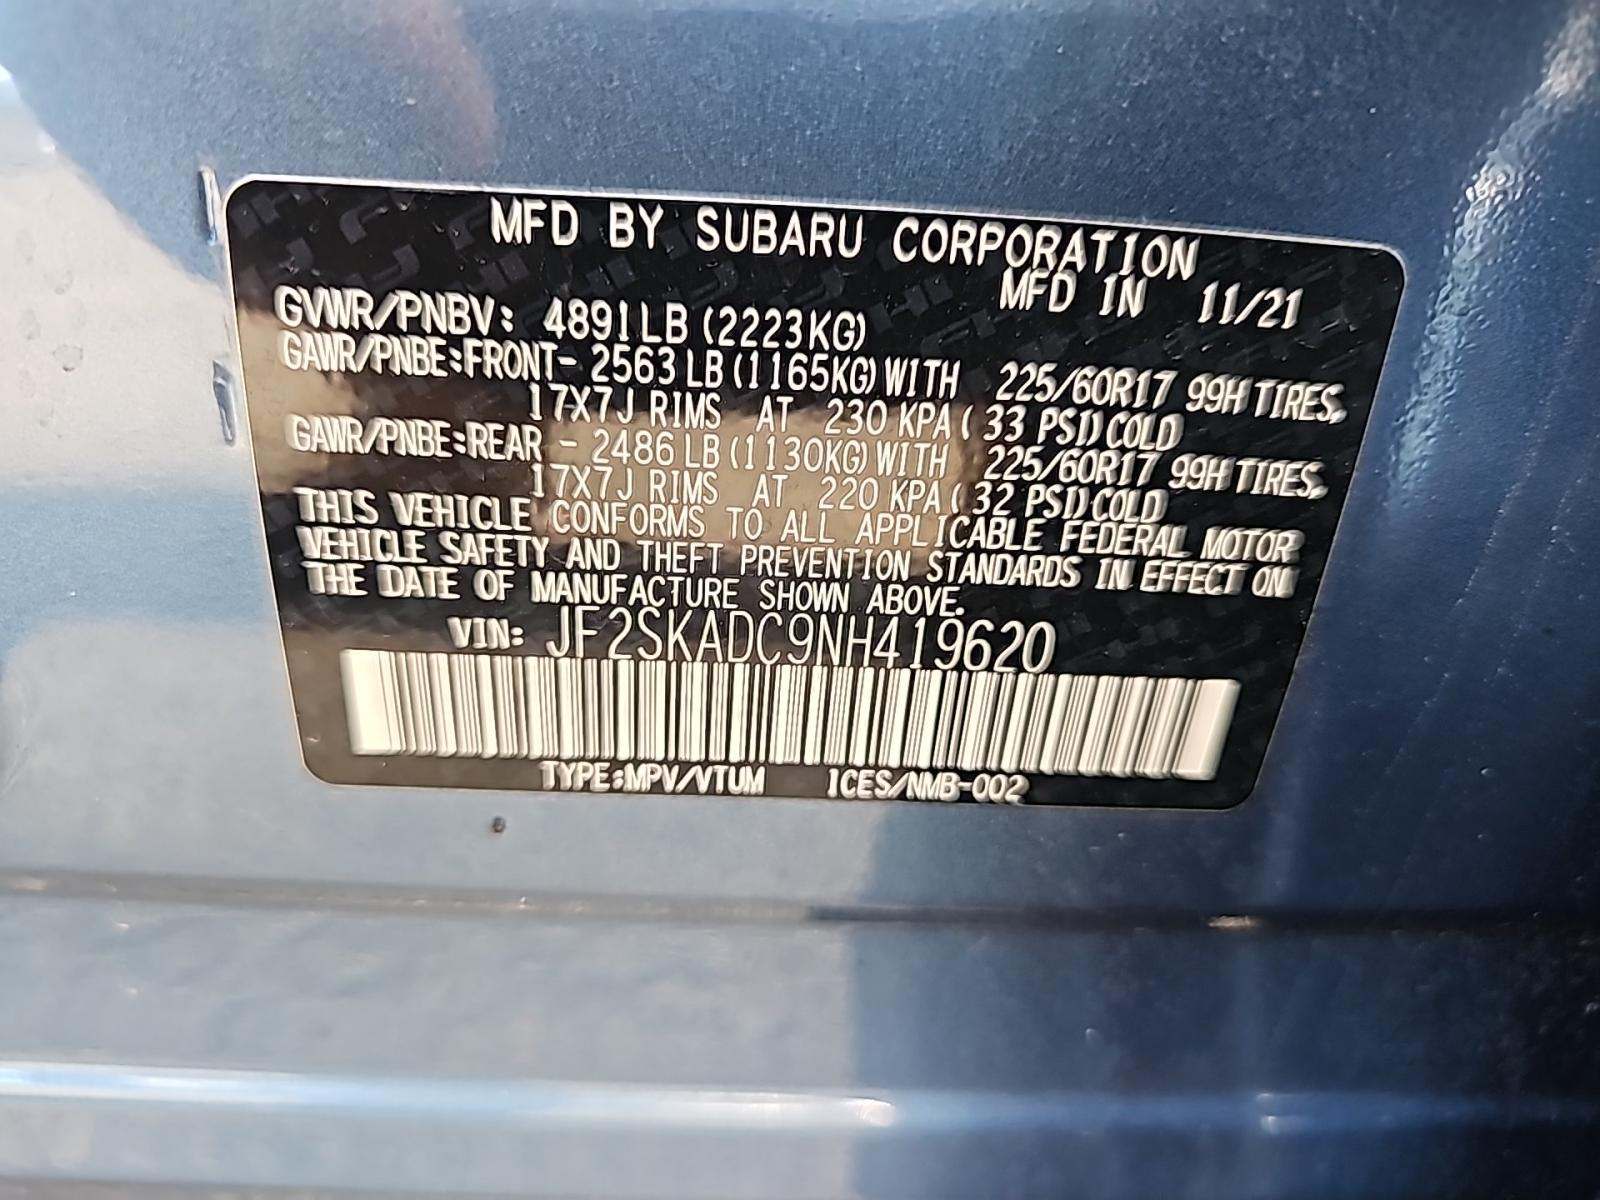 MFD BY SUBARU CORPORATION
MFD IN 11/21
GVWR/PNBV: 4891LB (2223KG)
GAWR/PNBE:FRONT- 2563 LB (1165KG) WITH 225/60R17 99H TIRES,
17X7J RIMS AT 230 KPA ( 33 PSI) COLD
GAWR/PNBE:REAR - 2486 LB (1130KG) WITH 225/60R17 99H TIRES,
17X7J RIMS AT 220 KPA ( 32 PSI) COLD
THIS VEHICLE CONFORMS TO ALL APPLICABLE FEDERAL MOTOR
VEHICLE SAFETY AND THEFT PREVENTION STANDARDS IN EFFECT ON
THE DATE OF MANUFACTURE SHOWN ABOVE.
VIN: JF2SKADC9NH419620
TYPE:MPV/VTUM ICES/NMB-002